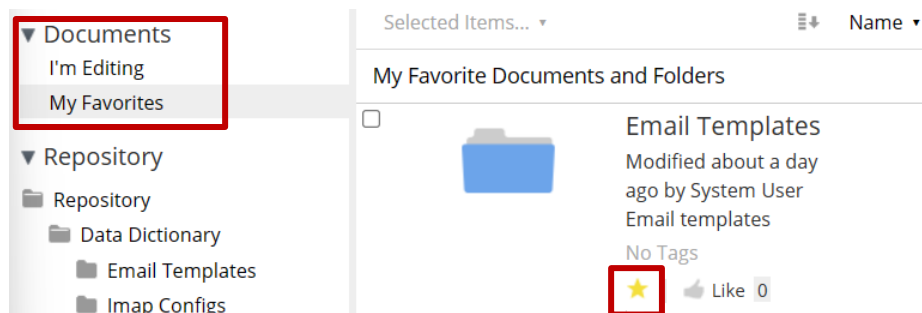 Documents
I'm Editing
My Favorites
Repository
Repository
Data Dictionary
Email Templates
Imap Configs
Selected Items...
Name
My Favorite Documents and Folders
Email Templates
Modified about a day
ago by System User
Email templates
No Tags
Like 0